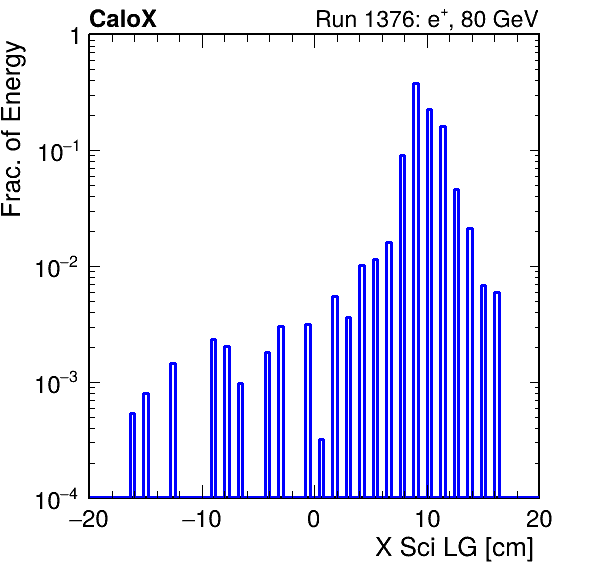 CaloX Run 1376: e⁺, 80 GeV
Frac. of Energy
1
10⁻¹
10⁻²
10⁻³
10⁻⁴
−20 −10 0 10 20
X Sci LG [cm]